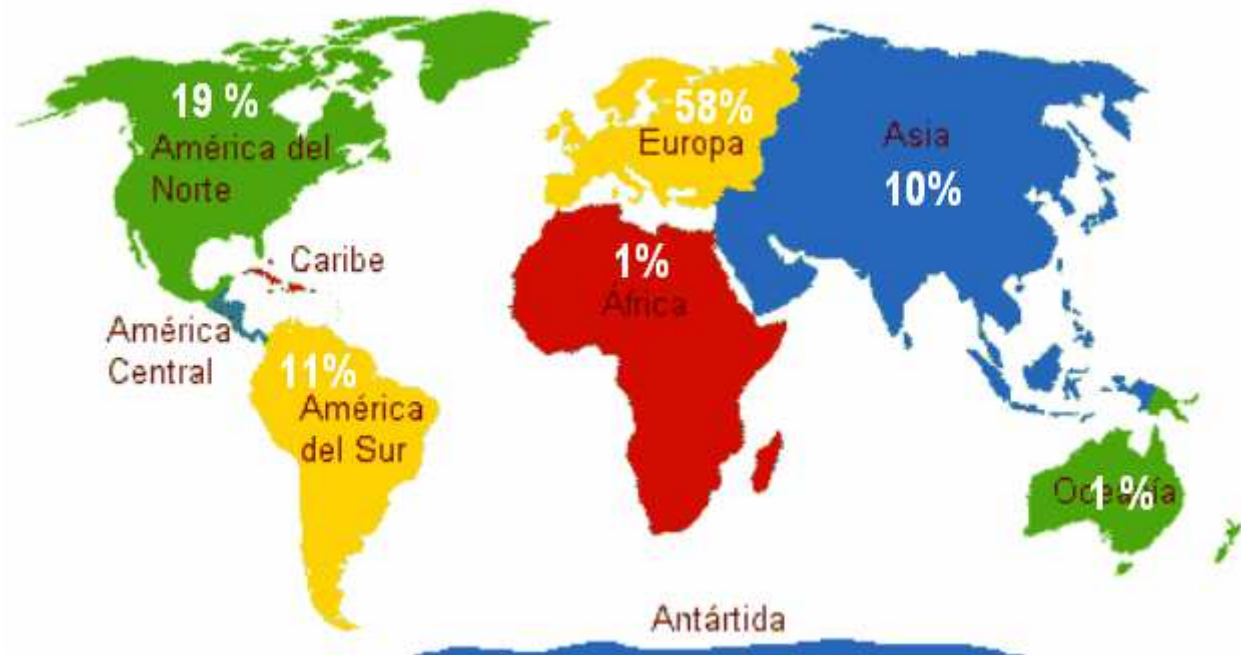 19 %
América del
Norte
58%
Europa
Asia
10%
Caribe
1%
África
América
Central
11%
América
del Sur
Oceanía
1 %
Antártida